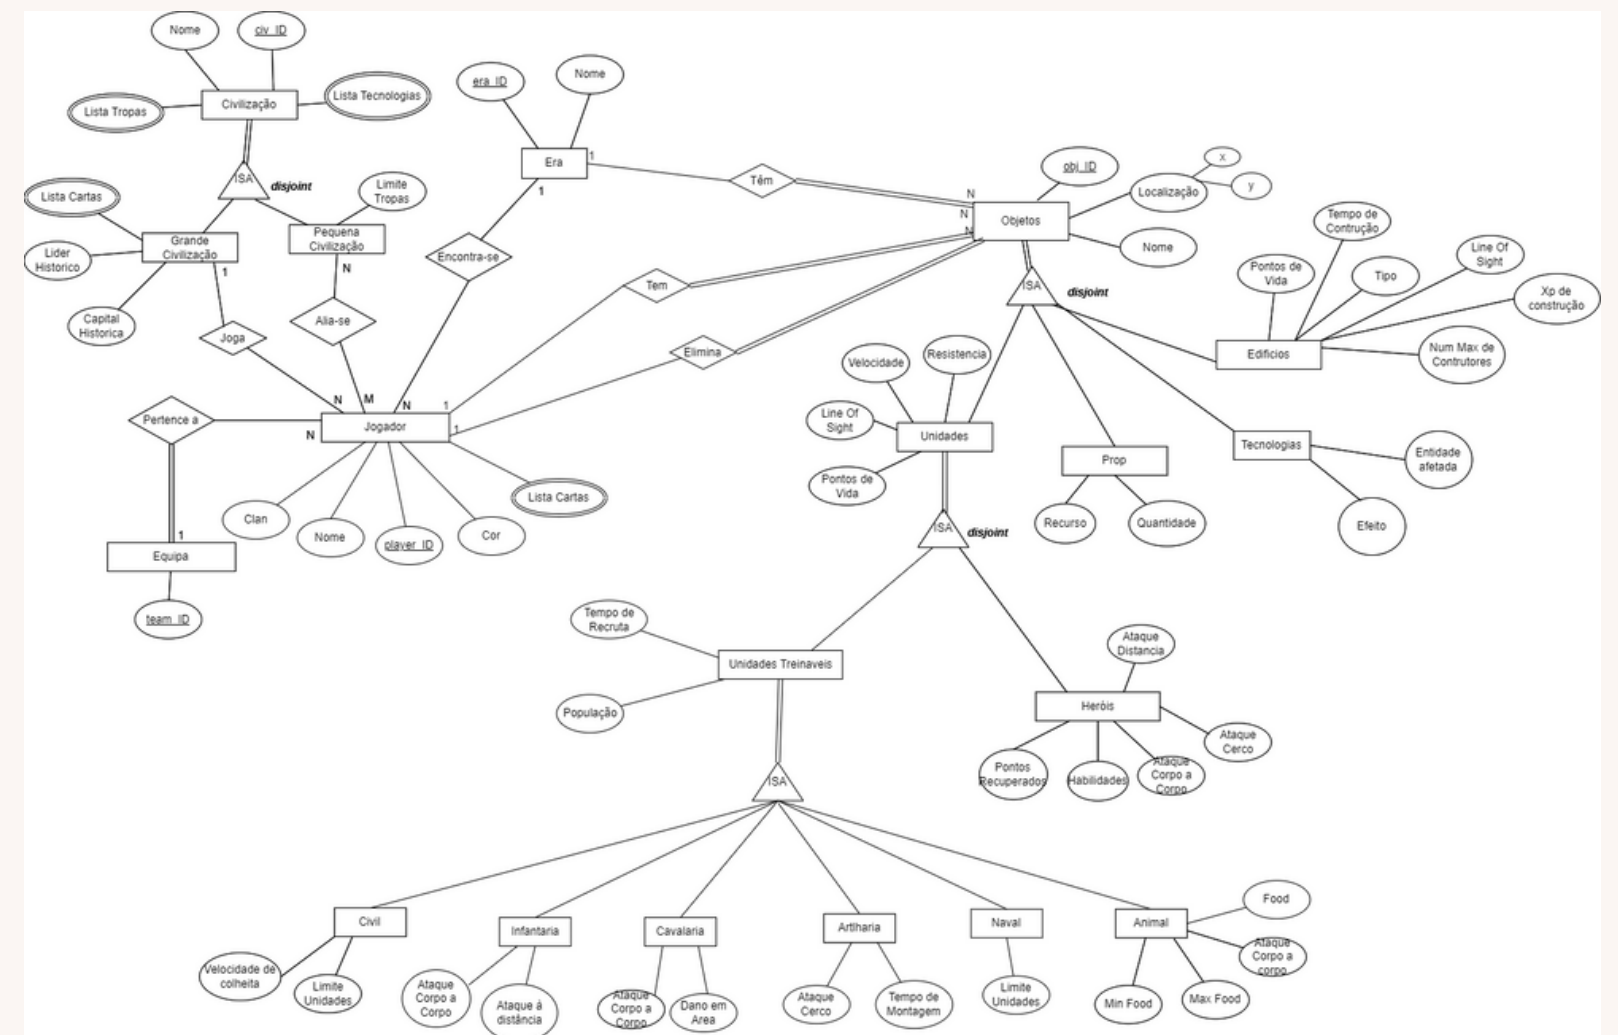 Nome
civ_ID
Civilização
Lista Tropas
Lista Tecnologias
ISA
disjoint
Lista Cartas
Lider
Historico
Capital
Historica
Grande
Civilização
1
Limite
Tropas
Pequena
Civilização
N
Alia-se
M
Joga
N
era_ID
Nome
Era
1
1
Encontra-se
N
Têm
N
Tem
N
1
Elimina
N
1
obj_ID
Localização
x
y
Nome
Objetos
ISA
disjoint
Pontos de
Vida
Tempo de
Contrução
Tipo
Line Of
Sight
Xp de
construção
Num Max de
Contrutores
Edificios
Pertence a
N
1
Jogador
Clan
Nome
player_ID
Cor
Lista Cartas
Equipa
team_ID
Velocidade
Resistencia
Line Of
Sight
Pontos de
Vida
Unidades
ISA
disjoint
Prop
Recurso
Quantidade
Tecnologias
Entidade
afetada
Efeito
Tempo de
Recruta
População
Unidades Treinaveis
ISA
Heróis
Ataque
Distancia
Ataque
Cerco
Pontos
Recuperados
Habilidades
Ataque
Corpo a
Corpo
Civil
Velocidade de
colheita
Limite
Unidades
Infantaria
Ataque
Corpo a
Corpo
Ataque à
distância
Cavalaria
Ataque
Corpo a
Corpo
Dano em
Area
Artlharia
Ataque
Cerco
Tempo de
Montagem
Naval
Limite
Unidades
Animal
Food
Ataque
Corpo a
corpo
Min Food
Max Food